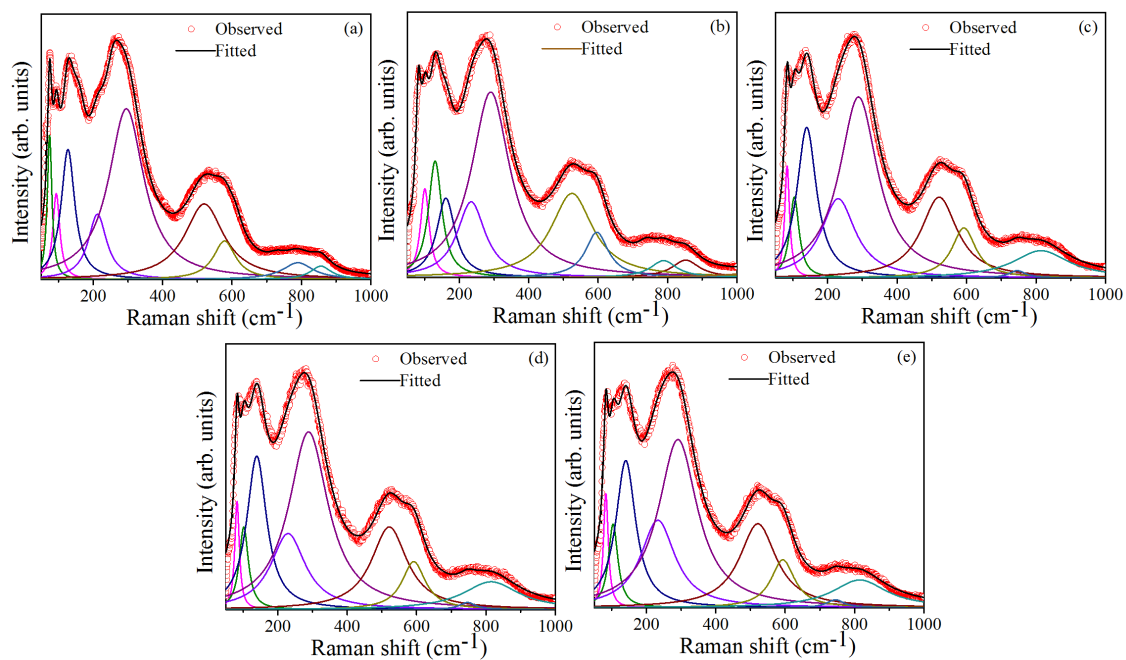 Observed
Fitted
(a)
Intensity (arb. units)
200 400 600 800 1000
Raman shift (cm-1)
Observed
Fitted
(b)
Intensity (arb. units)
200 400 600 800 1000
Raman shift (cm-1)
Observed
Fitted
(c)
Intensity (arb. units)
200 400 600 800 1000
Raman shift (cm-1)
Observed
Fitted
(d)
Intensity (arb. units)
200 400 600 800 1000
Raman shift (cm-1)
Observed
Fitted
(e)
Intensity (arb. units)
200 400 600 800 1000
Raman shift (cm-1)